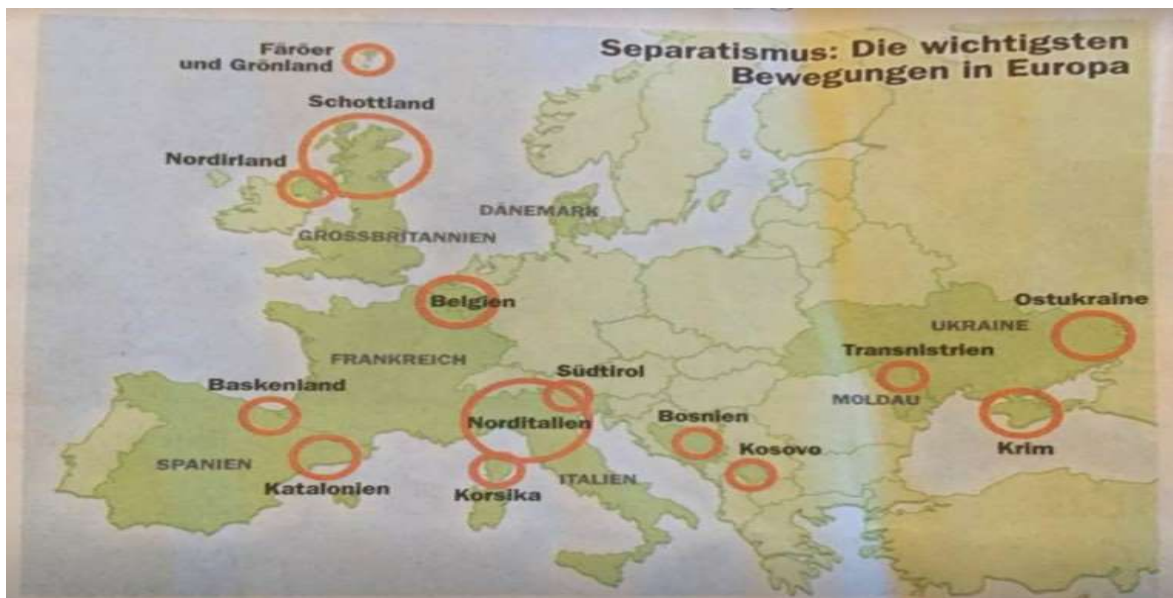 Separatismus: Die wichtigsten
Bewegungen in Europa
Färöer
und Grönland
Schottland
Nordirland
DÄNEMARK
GROSSBRITANNIEN
Belgien
Ostukraine
UKRAINE
Transnistrien
FRANKREICH
Südtirol
Baskenland
MOLDAU
Norditalien
Bosnien
Kosovo
Krim
SPANIEN
Katalonien
Korsika
ITALIEN